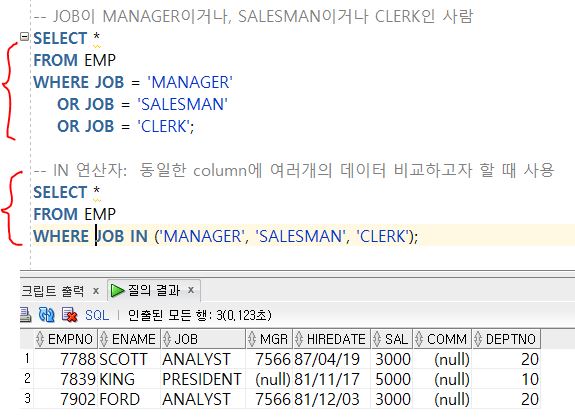 -- JOB이 MANAGER이거나, SALESMAN이거나 CLERK인 사람
SELECT *
FROM EMP
WHERE JOB = 'MANAGER'
OR JOB = 'SALESMAN'
OR JOB = 'CLERK';
-- IN 연산자: 동일한 column에 여러개의 데이터 비교하고자 할 때 사용
SELECT *
FROM EMP
WHERE JOB IN ('MANAGER', 'SALESMAN', 'CLERK');
크립트 출력 × 질의 결과 ×
SQL | 인출된 모든 행: 3(0,123초)
EMPNO ENAME JOB MGR HIREDATE SAL COMM DEPTNO
1 7788 SCOTT ANALYST 7566 87/04/19 3000 (null) 20
2 7839 KING PRESIDENT (null) 81/11/17 5000 (null) 10
3 7902 FORD ANALYST 7566 81/12/03 3000 (null) 20